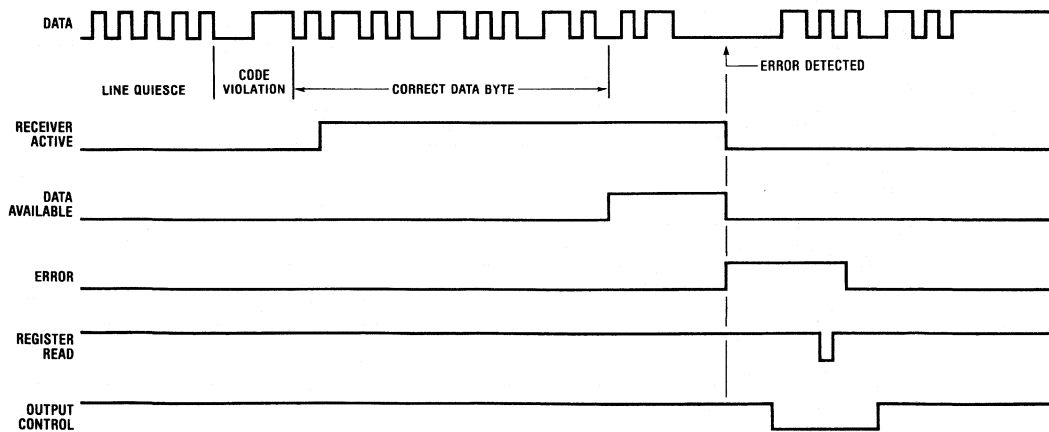 DATA
LINE QUIESCE
CODE
VIOLATION
CORRECT DATA BYTE
ERROR DETECTED
RECEIVER
ACTIVE
DATA
AVAILABLE
ERROR
REGISTER
READ
OUTPUT
CONTROL